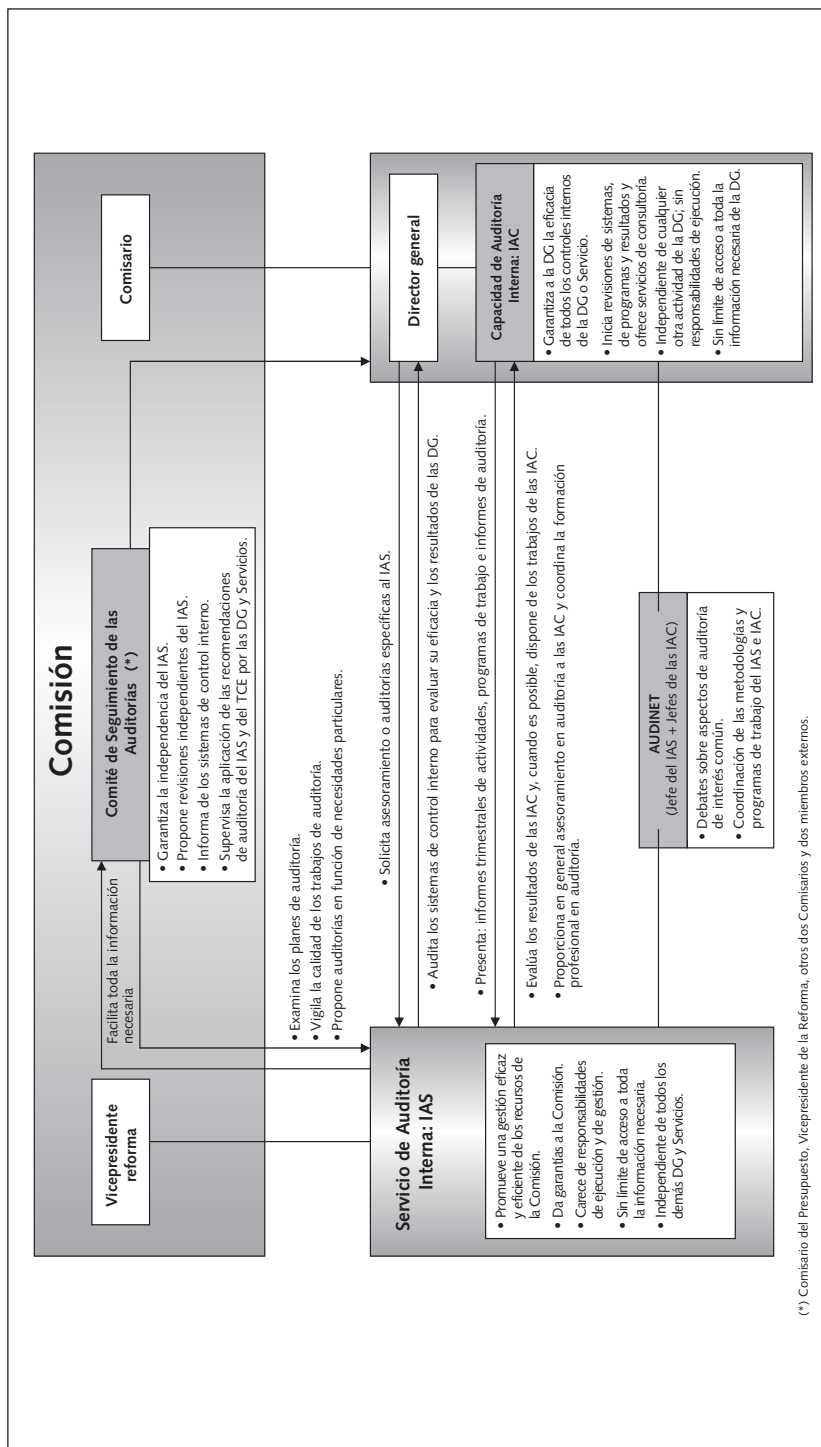 Comisión
Vicepresidente
reforma
Facilita toda la información
necesaria
Comité de Seguimiento de las
Auditorías (*)
• Garantiza la independencia del IAS.
• Propone revisiones independientes del IAS.
• Informa de los sistemas de control interno.
• Supervisa la aplicación de las recomendaciones
de auditoría del IAS y del TCE por las DG y Servicios.
Comisario
• Examina los planes de auditoría.
• Vigila la calidad de los trabajos de auditoría.
• Propone auditorías en función de necesidades particulares.
Servicio de Auditoría
Interna: IAS
• Promueve una gestión eficaz
y eficiente de los recursos de
la Comisión.
• Da garantías a la Comisión.
• Carece de responsabilidades
de ejecución y de gestión.
• Sin límite de acceso a toda
la información necesaria.
• Independiente de todos los
demás DG y Servicios.
• Solicita asesoramiento o auditorías específicas al IAS.
• Audita los sistemas de control interno para evaluar su eficacia y los resultados de las DG.
• Presenta: informes trimestrales de actividades, programas de trabajo e informes de auditoría.
• Evalúa los resultados de las IAC y, cuando es posible, dispone de los trabajos de las IAC.
• Proporciona en general asesoramiento en auditoría a las IAC y coordina la formación
profesional en auditoría.
Director general
Capacidad de Auditoría
Interna: IAC
• Garantiza a la DG la eficacia
de todos los controles internos
de la DG o Servicio.
• Inicia revisiones de sistemas,
de programas y resultados y
ofrece servicios de consultoría.
• Independiente de cualquier
otra actividad de la DG; sin
responsabilidades de ejecución.
• Sin límite de acceso a toda la
información necesaria de la DG.
AUDINET
(Jefe del IAS + Jefes de las IAC)
• Debates sobre aspectos de auditoría
de interés común.
• Coordinación de las metodologías y
programas de trabajo del IAS e IAC.
(*) Comisario del Presupuesto, Vicepresidente de la Reforma, otros dos Comisarios y dos miembros externos.